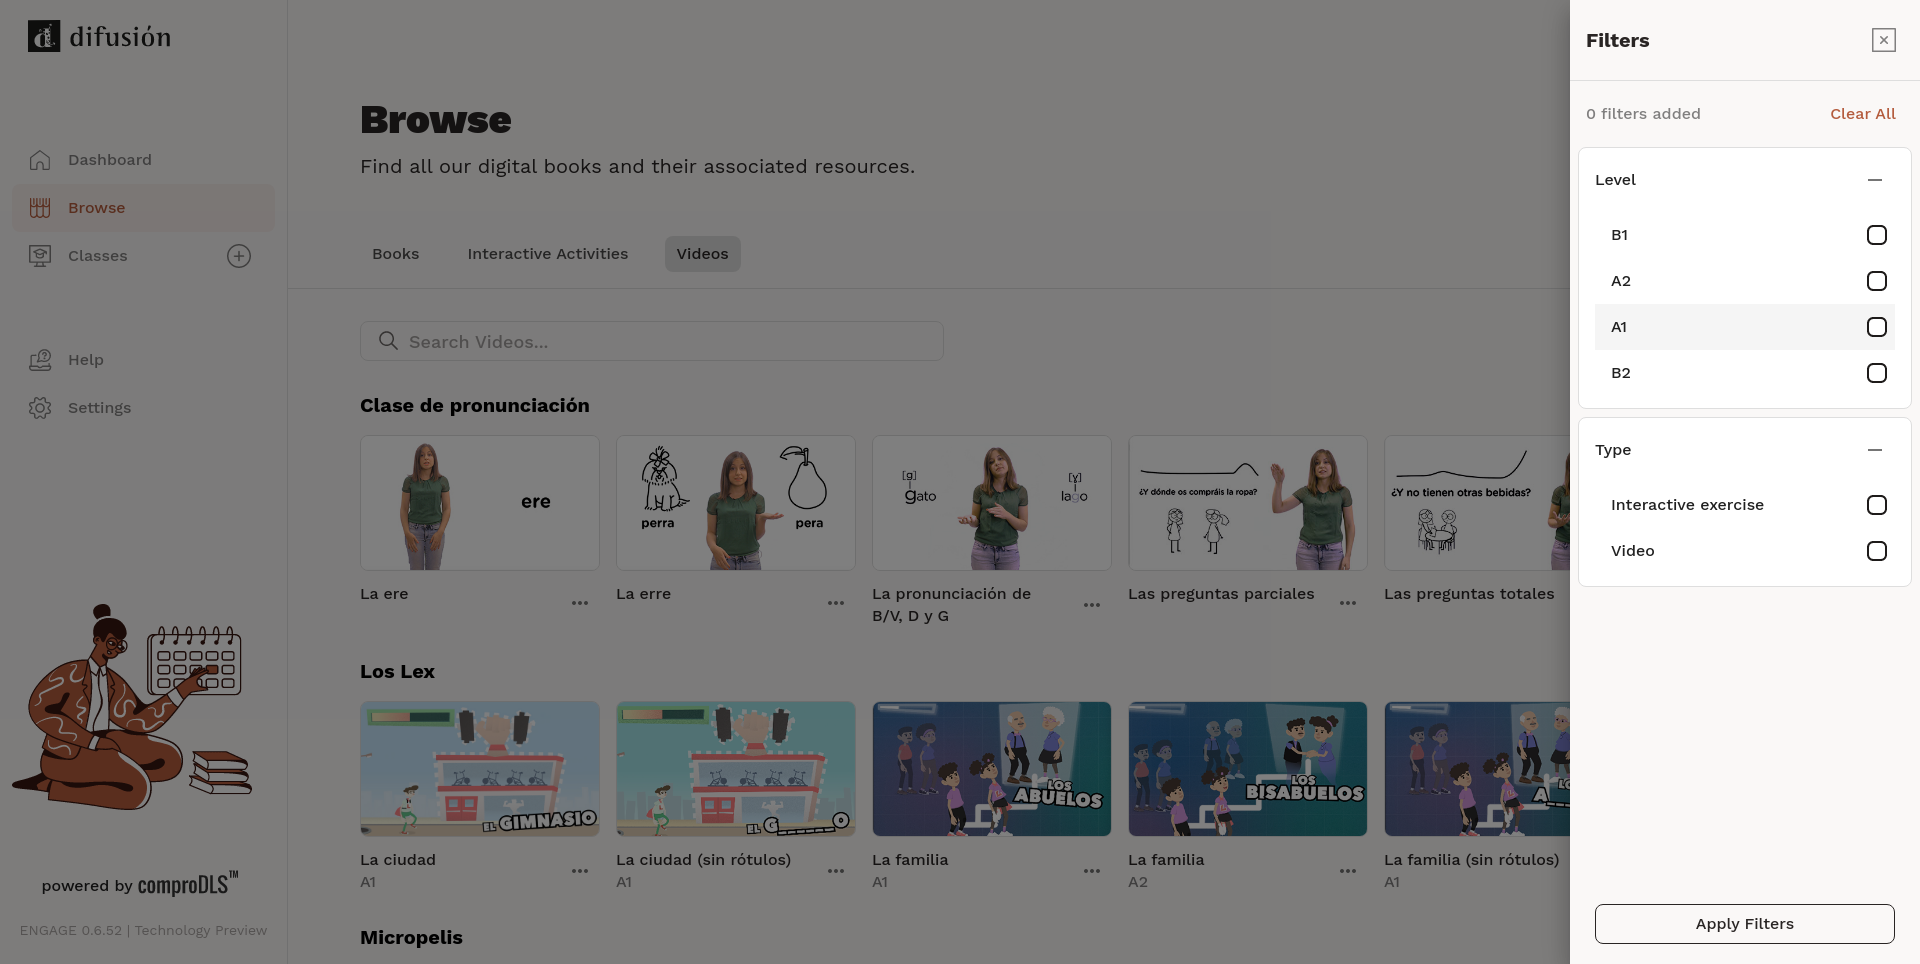 difusión
Dashboard
Browse
Classes
Help
Settings
powered by comproDLS™
ENGAGE 0.6.52 | Technology Preview
Browse
Find all our digital books and their associated resources.
Books
Interactive Activities
Videos
Search Videos...
Clase de pronunciación
ere
perra
pera
[g]
gato
[ɣ]
lago
¿Y dónde os compráis la ropa?
¿Y no tienen otras bebidas?
La ere
La erre
La pronunciación de
B/V, D y G
Las preguntas parciales
Las preguntas totales
Los Lex
EL GIMNASIO
EL G______O
LOS
ABUELOS
LOS
BISABUELOS
LOS
A___
La ciudad
A1
La ciudad (sin rótulos)
A1
La familia
A1
La familia
A2
La familia (sin rótulos)
A1
Micropelis
Filters
0 filters added
Clear All
Level
B1
A2
A1
B2
Type
Interactive exercise
Video
Apply Filters